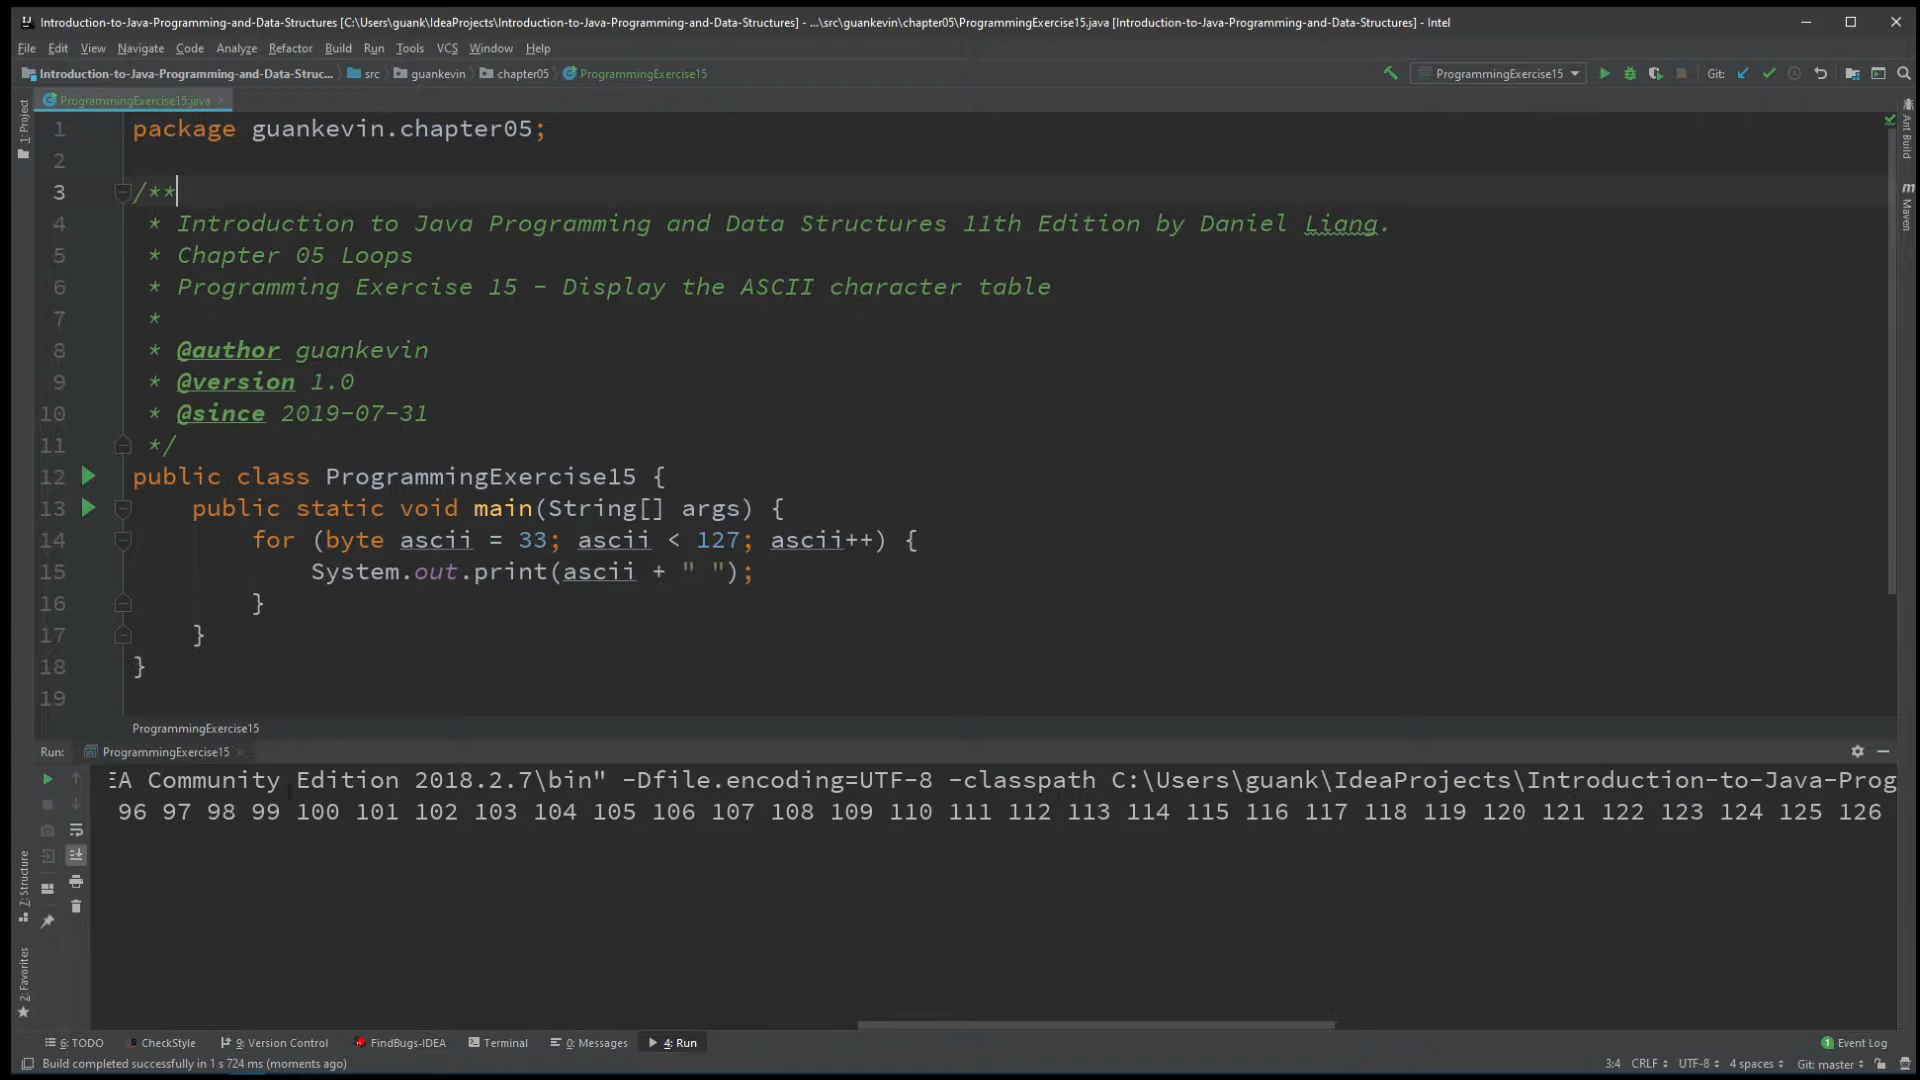 Introduction-to-Java-Programming-and-Data-Structures [C:\Users\guank\IdeaProjects\Introduction-to-Java-Programming-and-Data-Structures] - ...\src\guankevin\chapter05\ProgrammingExercise15.java [Introduction-to-Java-Programming-and-Data-Structures] - Intel
File Edit View Navigate Code Analyze Refactor Build Run Tools VCS Window Help
Introduction-to-Java-Programming-and-Data-Struc... src guankevin chapter05 ProgrammingExercise15 ProgrammingExercise15 Git:
ProgrammingExercise15.java
1: Project
Ant Build
Maven
1 package guankevin.chapter05;
2
3 /**
4 * Introduction to Java Programming and Data Structures 11th Edition by Daniel Liang.
5 * Chapter 05 Loops
6 * Programming Exercise 15 - Display the ASCII character table
7 *
8 * @author guankevin
9 * @version 1.0
10 * @since 2019-07-31
11 */
12 public class ProgrammingExercise15 {
13 public static void main(String[] args) {
14 for (byte ascii = 33; ascii < 127; ascii++) {
15 System.out.print(ascii + " ");
16 }
17 }
18 }
19
ProgrammingExercise15
Run: ProgrammingExercise15
EA Community Edition 2018.2.7\bin" -Dfile.encoding=UTF-8 -classpath C:\Users\guank\IdeaProjects\Introduction-to-Java-Prog
96 97 98 99 100 101 102 103 104 105 106 107 108 109 110 111 112 113 114 115 116 117 118 119 120 121 122 123 124 125 126
7: Structure
2: Favorites
6: TODO CheckStyle 9: Version Control FindBugs-IDEA Terminal 0: Messages 4: Run 1 Event Log
Build completed successfully in 1 s 724 ms (moments ago) 3:4 CRLF UTF-8 4 spaces Git: master